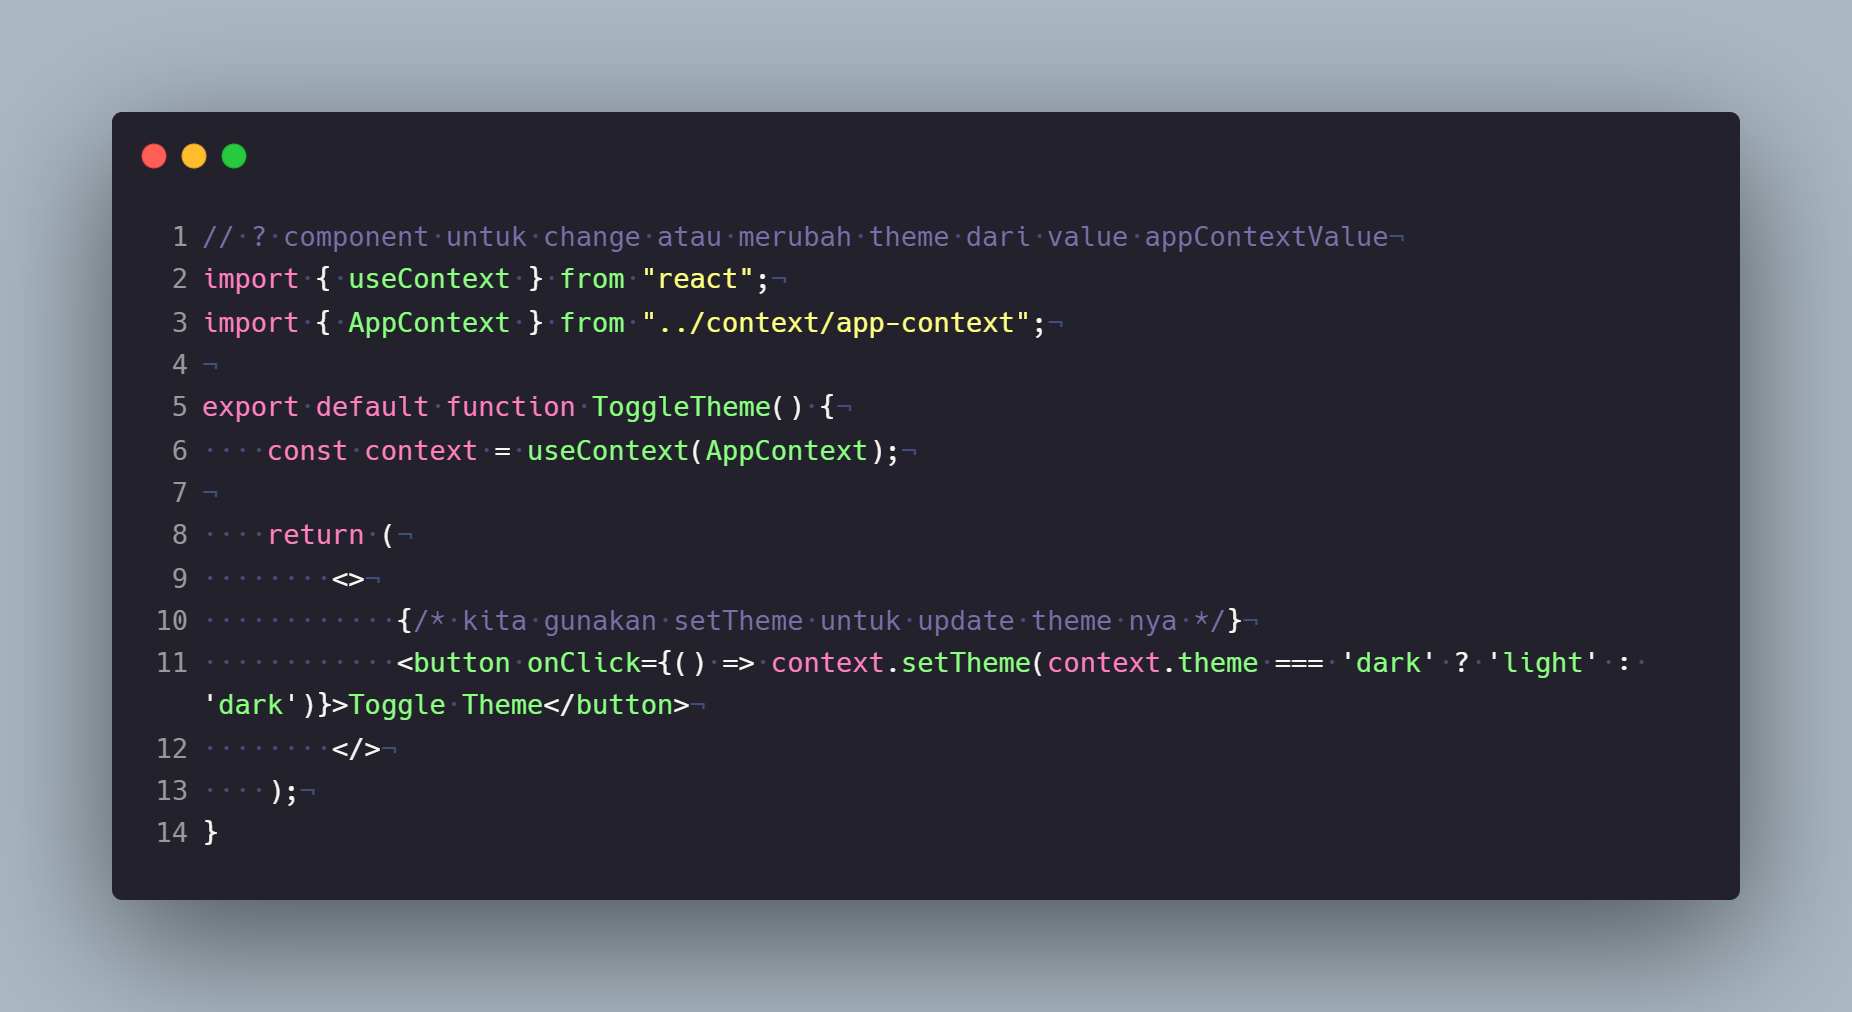 1 // ? component untuk change atau merubah theme dari value appContextValue¬
2 import { useContext } from "react";¬
3 import { AppContext } from "../context/app-context";¬
4 ¬
5 export default function ToggleTheme() {¬
6 ····const context = useContext(AppContext);¬
7 ¬
8 ····return (¬
9 ········<>¬
10 ············{/* kita gunakan setTheme untuk update theme nya */}¬
11 ············<button onClick={() => context.setTheme(context.theme === 'dark' ? 'light' :
'dark')}>Toggle Theme</button>¬
12 ········</>¬
13 ····);¬
14 }